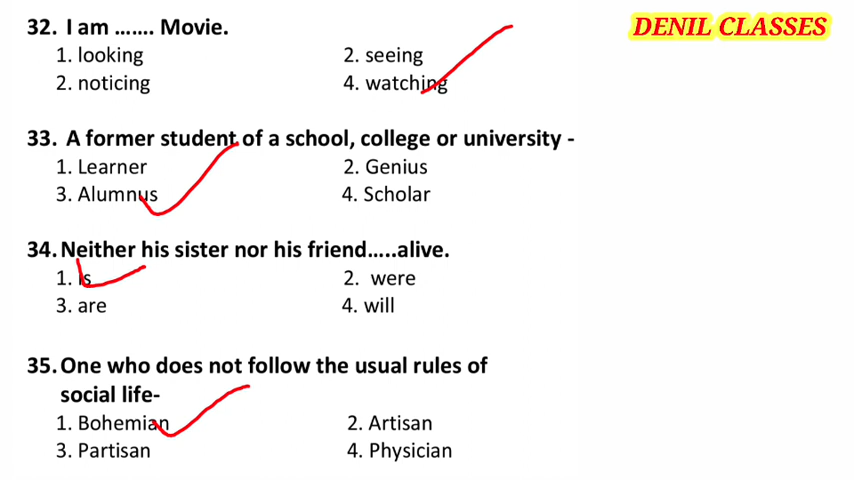 DENIL CLASSES
32. I am ....... Movie.
1. looking 2. seeing
2. noticing 4. watching
33. A former student of a school, college or university -
1. Learner 2. Genius
3. Alumnus 4. Scholar
34. Neither his sister nor his friend.....alive.
1. is 2. were
3. are 4. will
35. One who does not follow the usual rules of
social life-
1. Bohemian 2. Artisan
3. Partisan 4. Physician